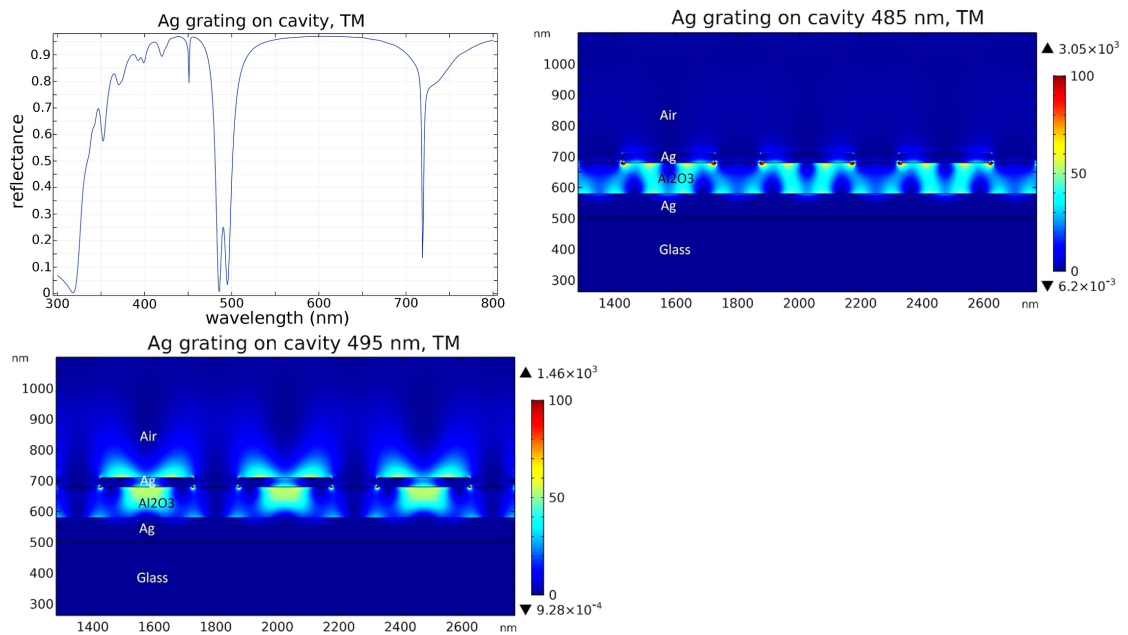 Ag grating on cavity, TM
0.9
0.8
0.7
0.6
0.5
0.4
0.3
0.2
0.1
0
reflectance
300 400 500 600 700 800
wavelength (nm)
Ag grating on cavity 485 nm, TM
nm
1000
900
800
700
600
500
400
300
Air
Ag
Al2O3
Ag
Glass
1400 1600 1800 2000 2200 2400 2600 nm
▲ 3.05×10³
100
50
0
▼ 6.2×10⁻³
Ag grating on cavity 495 nm, TM
nm
1000
900
800
700
600
500
400
300
Air
Ag
Al2O3
Ag
Glass
1400 1600 1800 2000 2200 2400 2600 nm
▲ 1.46×10³
100
50
0
▼ 9.28×10⁻⁴